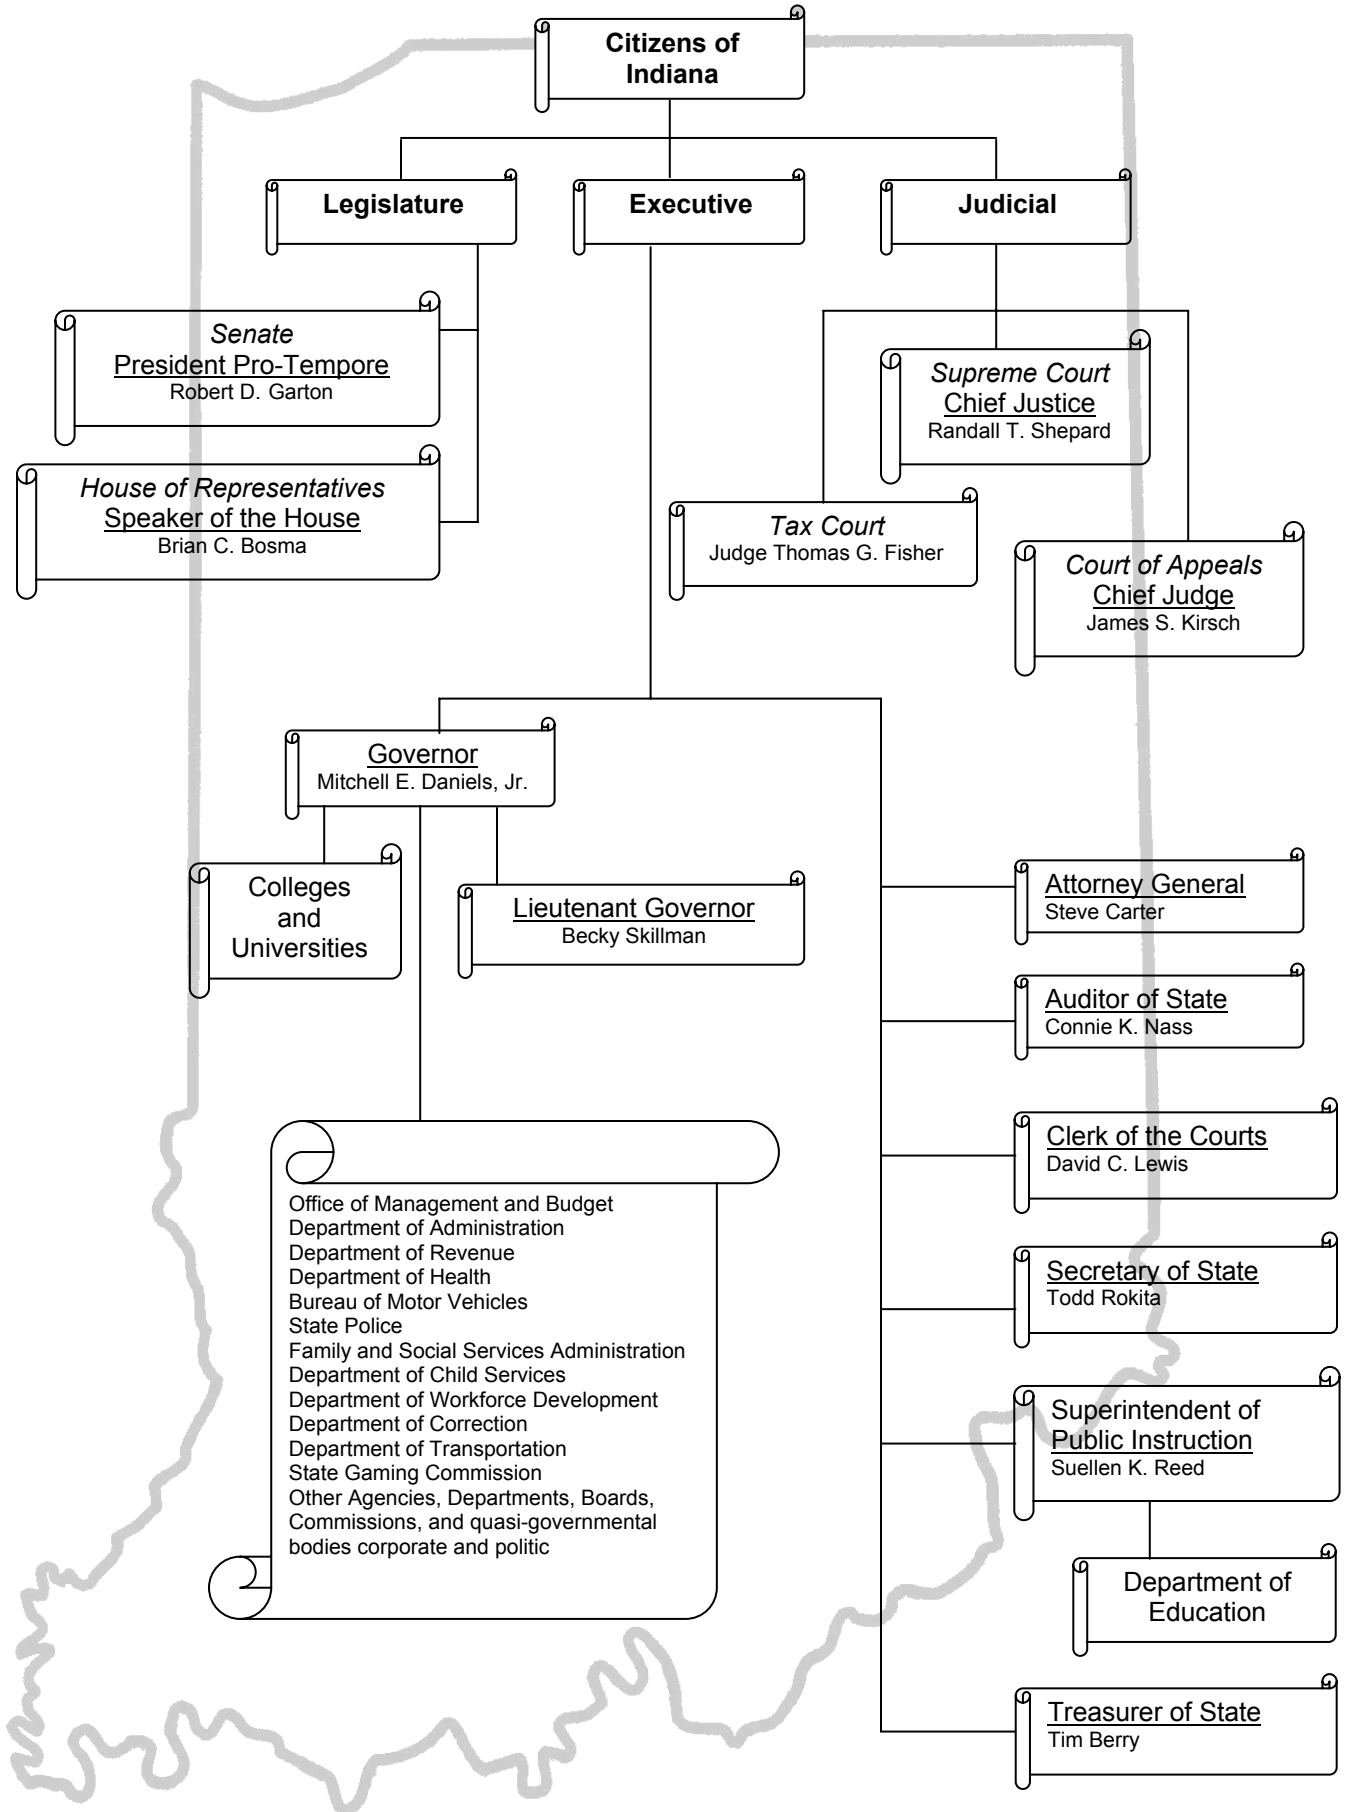 Citizens of
Indiana
Legislature
Executive
Judicial
Senate
President Pro-Tempore
Robert D. Garton
House of Representatives
Speaker of the House
Brian C. Bosma
Supreme Court
Chief Justice
Randall T. Shepard
Tax Court
Judge Thomas G. Fisher
Court of Appeals
Chief Judge
James S. Kirsch
Governor
Mitchell E. Daniels, Jr.
Colleges
and
Universities
Lieutenant Governor
Becky Skillman
Office of Management and Budget
Department of Administration
Department of Revenue
Department of Health
Bureau of Motor Vehicles
State Police
Family and Social Services Administration
Department of Child Services
Department of Workforce Development
Department of Correction
Department of Transportation
State Gaming Commission
Other Agencies, Departments, Boards,
Commissions, and quasi-governmental
bodies corporate and politic
Attorney General
Steve Carter
Auditor of State
Connie K. Nass
Clerk of the Courts
David C. Lewis
Secretary of State
Todd Rokita
Superintendent of
Public Instruction
Suellen K. Reed
Department of
Education
Treasurer of State
Tim Berry